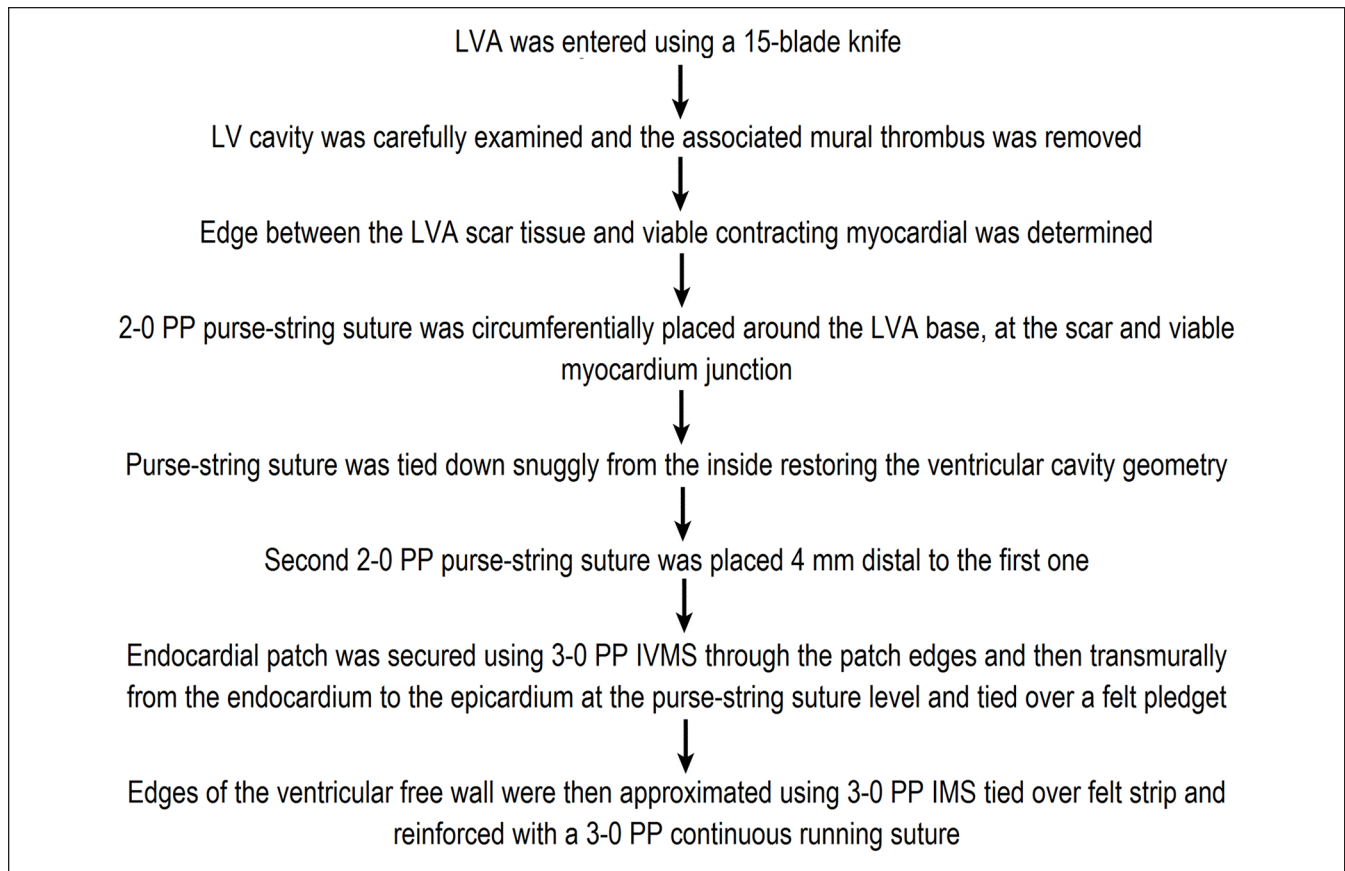 LVA was entered using a 15-blade knife
LV cavity was carefully examined and the associated mural thrombus was removed
Edge between the LVA scar tissue and viable contracting myocardial was determined
2-0 PP purse-string suture was circumferentially placed around the LVA base, at the scar and viable
myocardium junction
Purse-string suture was tied down snuggly from the inside restoring the ventricular cavity geometry
Second 2-0 PP purse-string suture was placed 4 mm distal to the first one
Endocardial patch was secured using 3-0 PP IVMS through the patch edges and then transmurally
from the endocardium to the epicardium at the purse-string suture level and tied over a felt pledget
Edges of the ventricular free wall were then approximated using 3-0 PP IMS tied over felt strip and
reinforced with a 3-0 PP continuous running suture